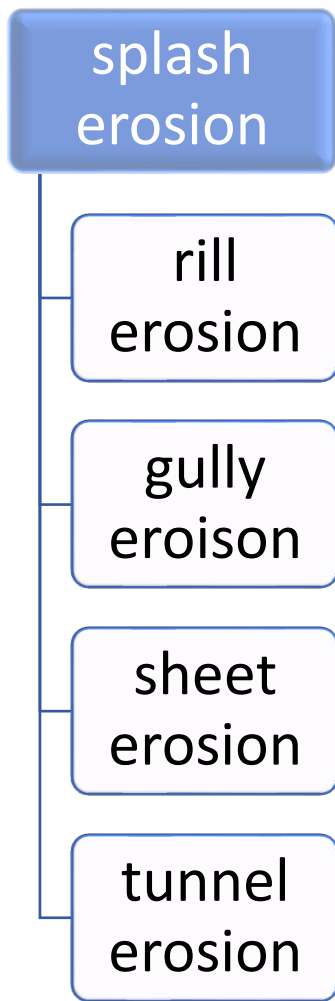 splash
erosion
rill
erosion
gully
eroison
sheet
erosion
tunnel
erosion